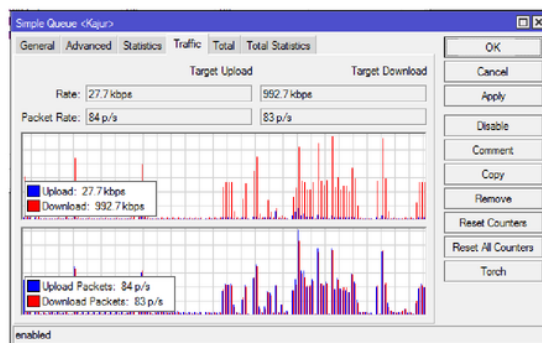 Simple Queue <Kajur>
General Advanced Statistics Traffic Total Total Statistics
Target Upload Target Download
Rate: 27.7 kbps 992.7 kbps
Packet Rate: 84 p/s 83 p/s
Upload: 27.7 kbps
Download: 992.7 kbps
Upload Packets: 84 p/s
Download Packets: 83 p/s
enabled
OK
Cancel
Apply
Disable
Comment
Copy
Remove
Reset Counters
Reset All Counters
Torch